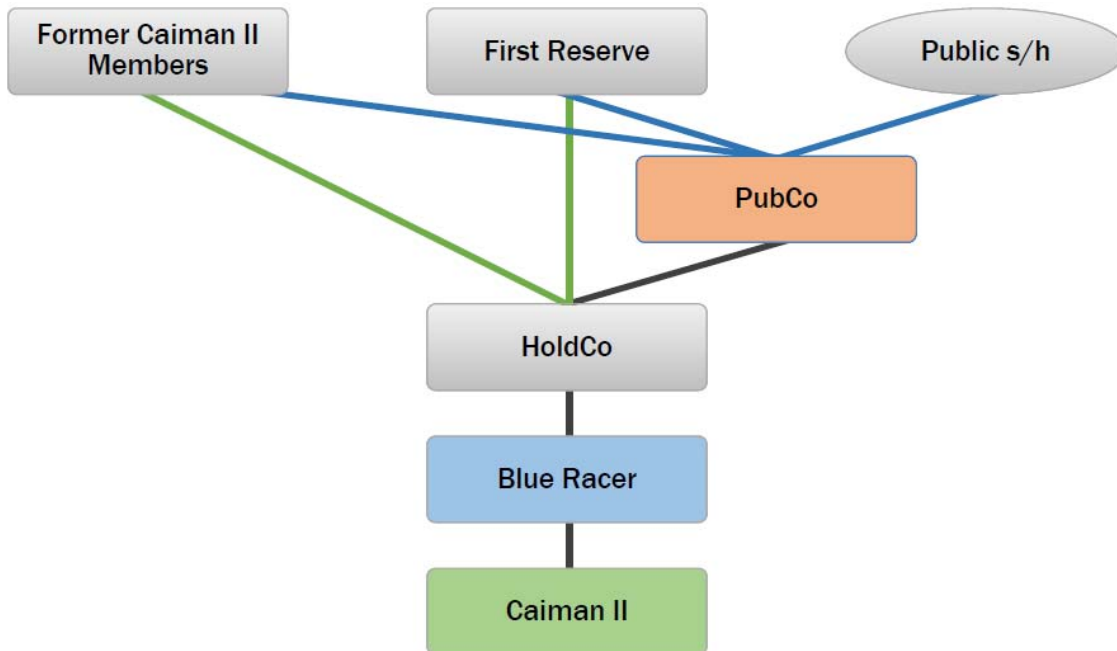 Former Caiman II
Members
First Reserve
Public s/h
PubCo
HoldCo
Blue Racer
Caiman II